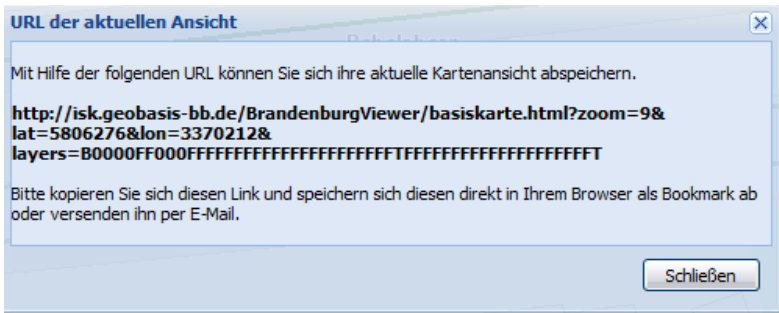 URL der aktuellen Ansicht
Mit Hilfe der folgenden URL können Sie sich ihre aktuelle Kartenansicht abspeichern.
http://isk.geobasis-bb.de/BrandenburgViewer/basiskarte.html?zoom=9&
lat=5806276&lon=3370212&
layers=B0000FF000FFFFFFFFFFFFFFFFFFFFFFTFFFFFFFFFFFFFFFFFFFT
Bitte kopieren Sie sich diesen Link und speichern sich diesen direkt in Ihrem Browser als Bookmark ab
oder versenden ihn per E-Mail.
Schließen